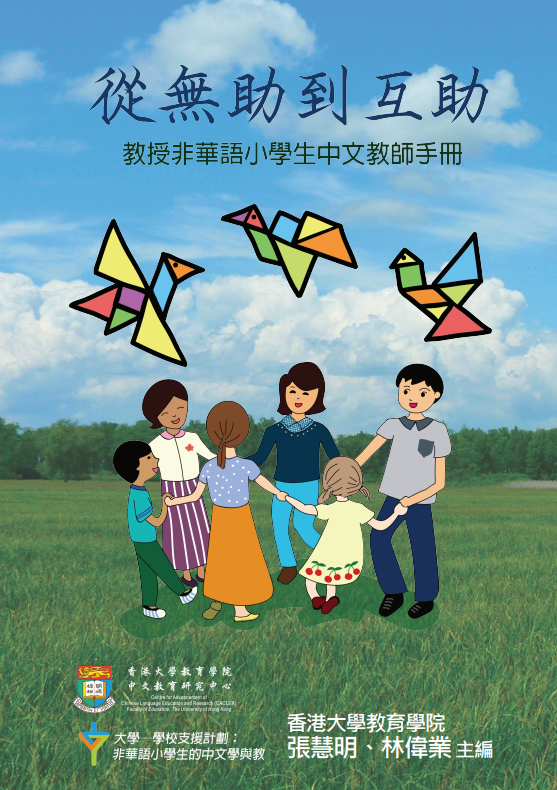 從無助到互助
教授非華語小學生中文教師手冊
香港大學教育學院
中文教育研究中心
Centre for Advancement of
Chinese Language Education and Research (CACLER)
Faculty of Education, The University of Hong Kong
大學—學校支援計劃：
非華語小學生的中文學與教
香港大學教育學院
張慧明、林偉業 主編